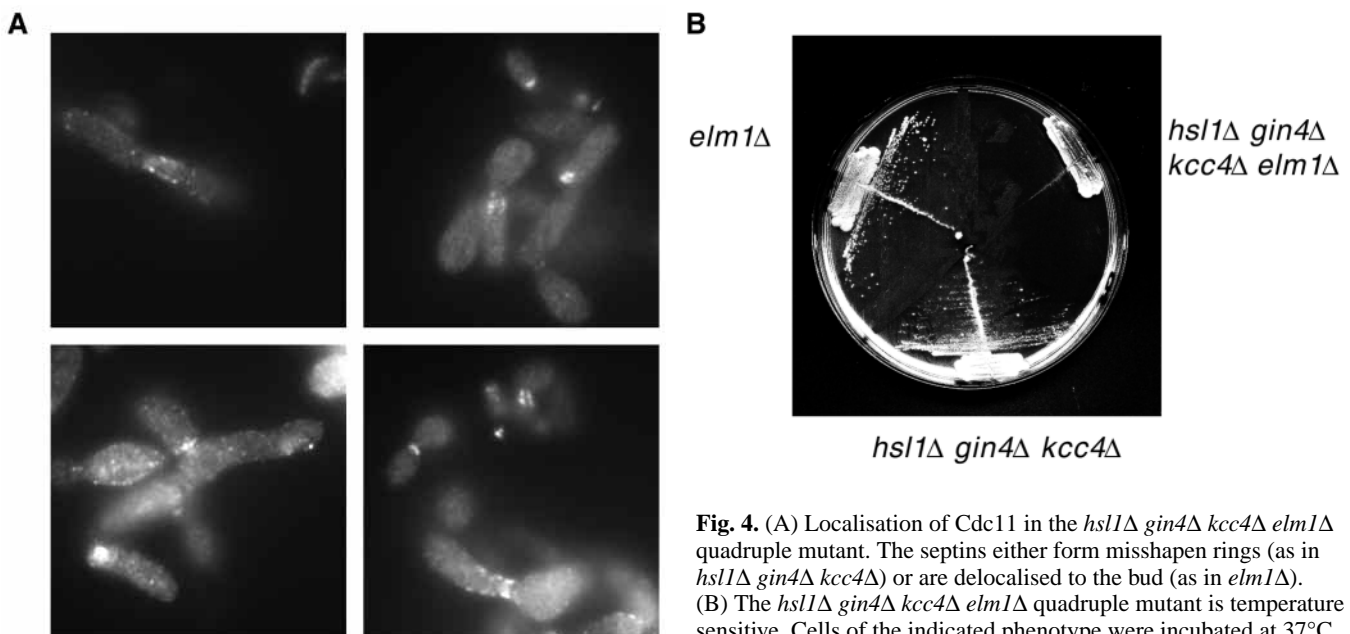 A
B
elm1Δ
hsl1Δ gin4Δ
kcc4Δ elm1Δ
hsl1Δ gin4Δ kcc4Δ
Fig. 4. (A) Localisation of Cdc11 in the hsl1Δ gin4Δ kcc4Δ elm1Δ
quadruple mutant. The septins either form misshapen rings (as in
hsl1Δ gin4Δ kcc4Δ) or are delocalised to the bud (as in elm1Δ).
(B) The hsl1Δ gin4Δ kcc4Δ elm1Δ quadruple mutant is temperature
sensitive. Cells of the indicated phenotype were incubated at 37°C